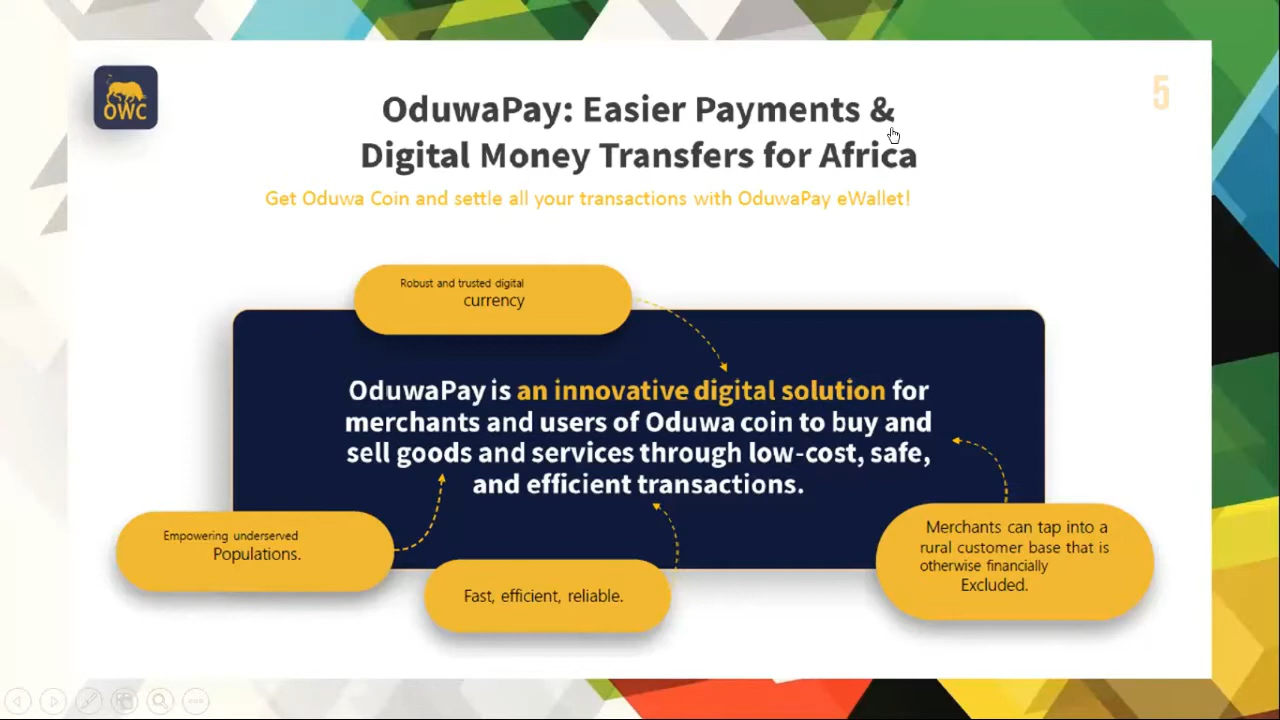 OWC
5
OduwaPay: Easier Payments &
Digital Money Transfers for Africa
Get Oduwa Coin and settle all your transactions with OduwaPay eWallet!
Robust and trusted digital
currency
OduwaPay is an innovative digital solution for
merchants and users of Oduwa coin to buy and
sell goods and services through low-cost, safe,
and efficient transactions.
Empowering underserved
Populations.
Fast, efficient, reliable.
Merchants can tap into a
rural customer base that is
otherwise financially
Excluded.